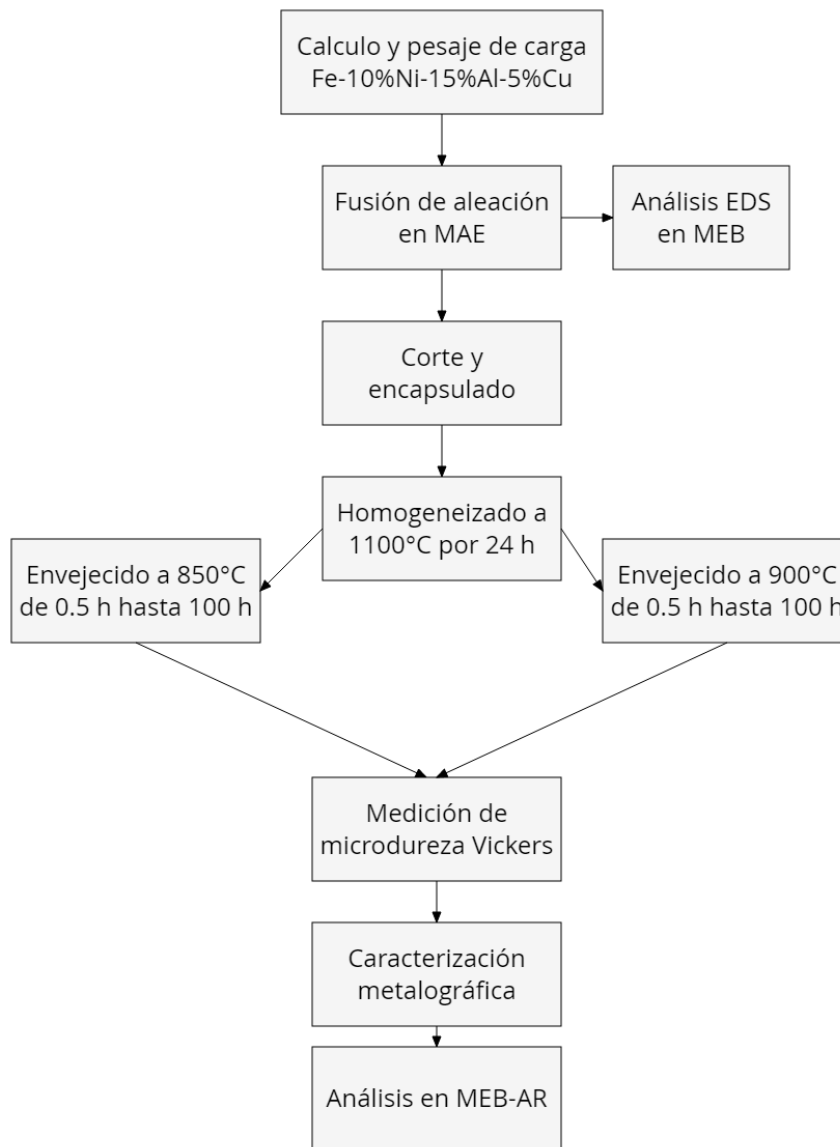 Calculo y pesaje de carga
Fe-10%Ni-15%Al-5%Cu
Fusión de aleación
en MAE
Análisis EDS
en MEB
Corte y
encapsulado
Homogeneizado a
1100°C por 24 h
Envejecido a 850°C
de 0.5 h hasta 100 h
Envejecido a 900°C
de 0.5 h hasta 100 h
Medición de
microdureza Vickers
Caracterización
metalográfica
Análisis en MEB-AR